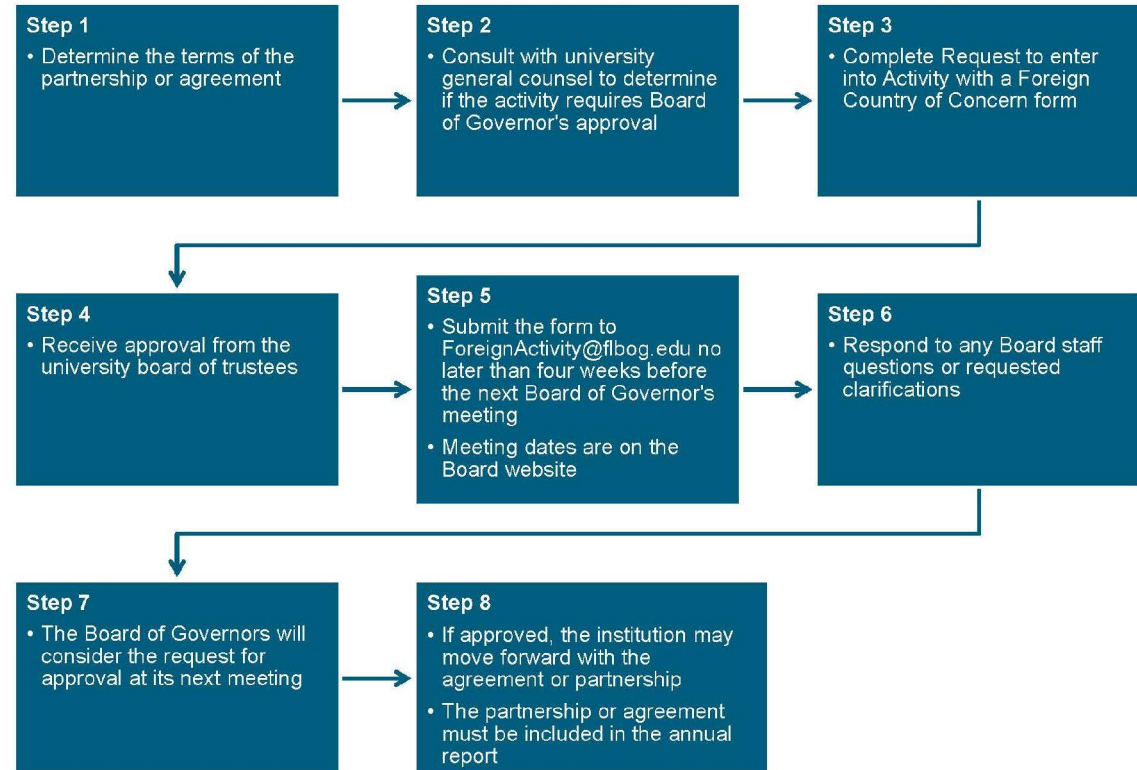 Step 1
• Determine the terms of the
partnership or agreement
Step 2
• Consult with university
general counsel to determine
if the activity requires Board
of Governor's approval
Step 3
• Complete Request to enter
into Activity with a Foreign
Country of Concern form
Step 4
• Receive approval from the
university board of trustees
Step 5
• Submit the form to
ForeignActivity@flbog.edu no
later than four weeks before
the next Board of Governor's
meeting
• Meeting dates are on the
Board website
Step 6
• Respond to any Board staff
questions or requested
clarifications
Step 7
• The Board of Governors will
consider the request for
approval at its next meeting
Step 8
• If approved, the institution may
move forward with the
agreement or partnership
• The partnership or agreement
must be included in the annual
report